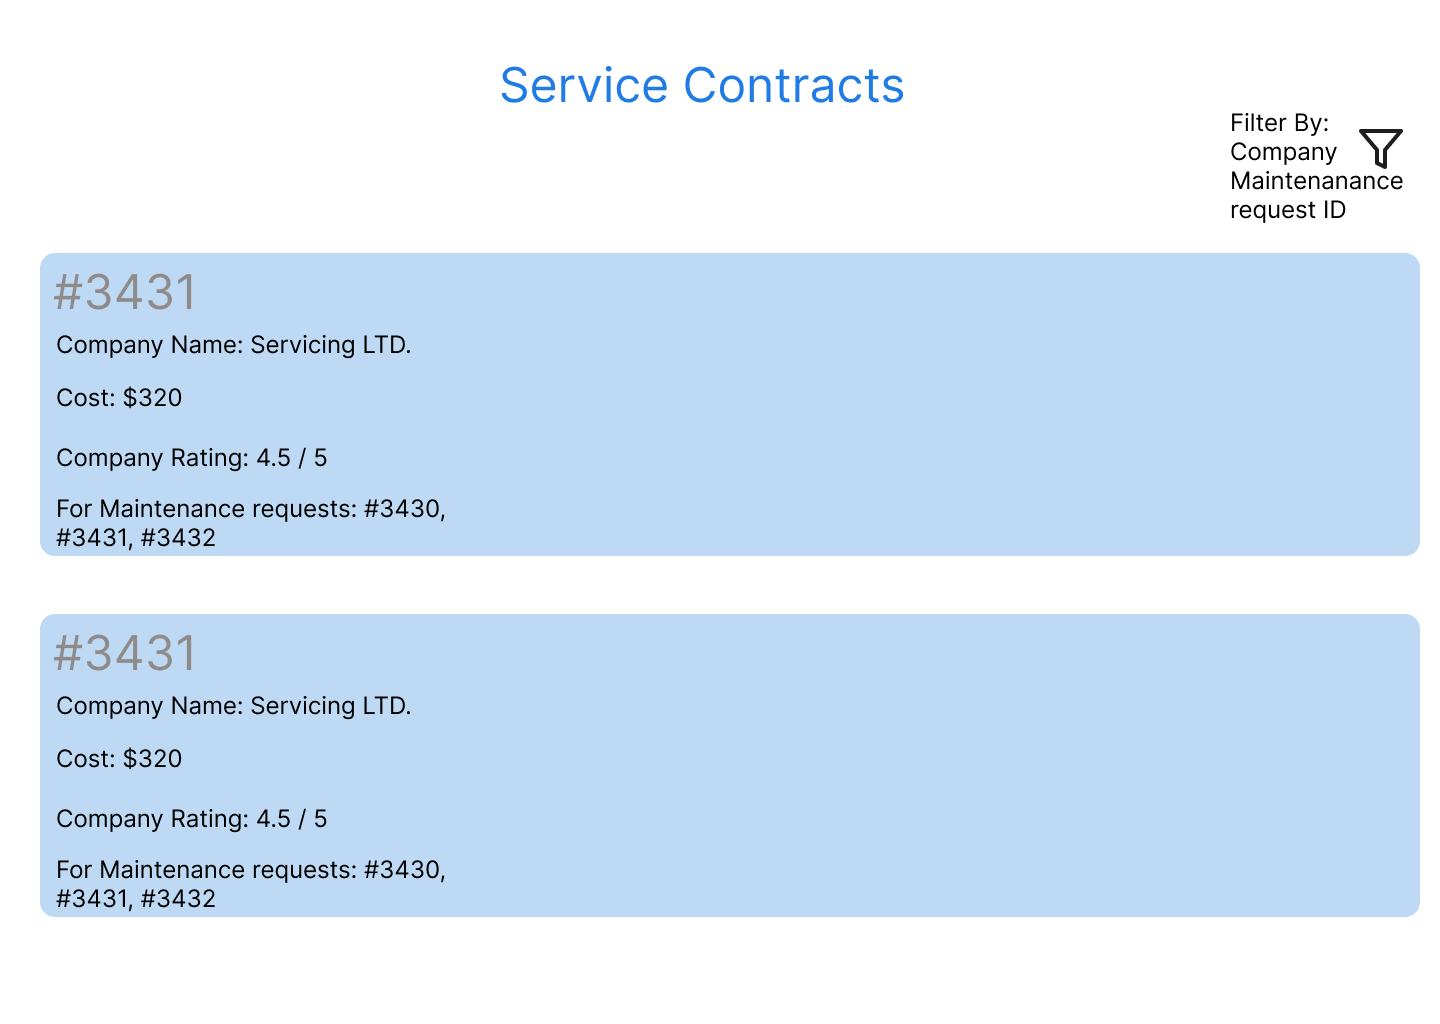 Service Contracts
Filter By:
Company
Maintenanance
request ID
#3431
Company Name: Servicing LTD.
Cost: $320
Company Rating: 4.5 / 5
For Maintenance requests: #3430,
#3431, #3432
#3431
Company Name: Servicing LTD.
Cost: $320
Company Rating: 4.5 / 5
For Maintenance requests: #3430,
#3431, #3432